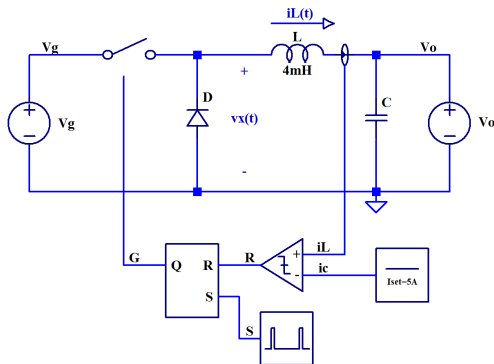 iL(t)
Vg
L
Vo
+
4mH
D
C
Vg
vx(t)
Vo
-
G
R
iL
Q
R
+
-
ic
S
Iset=5A
S